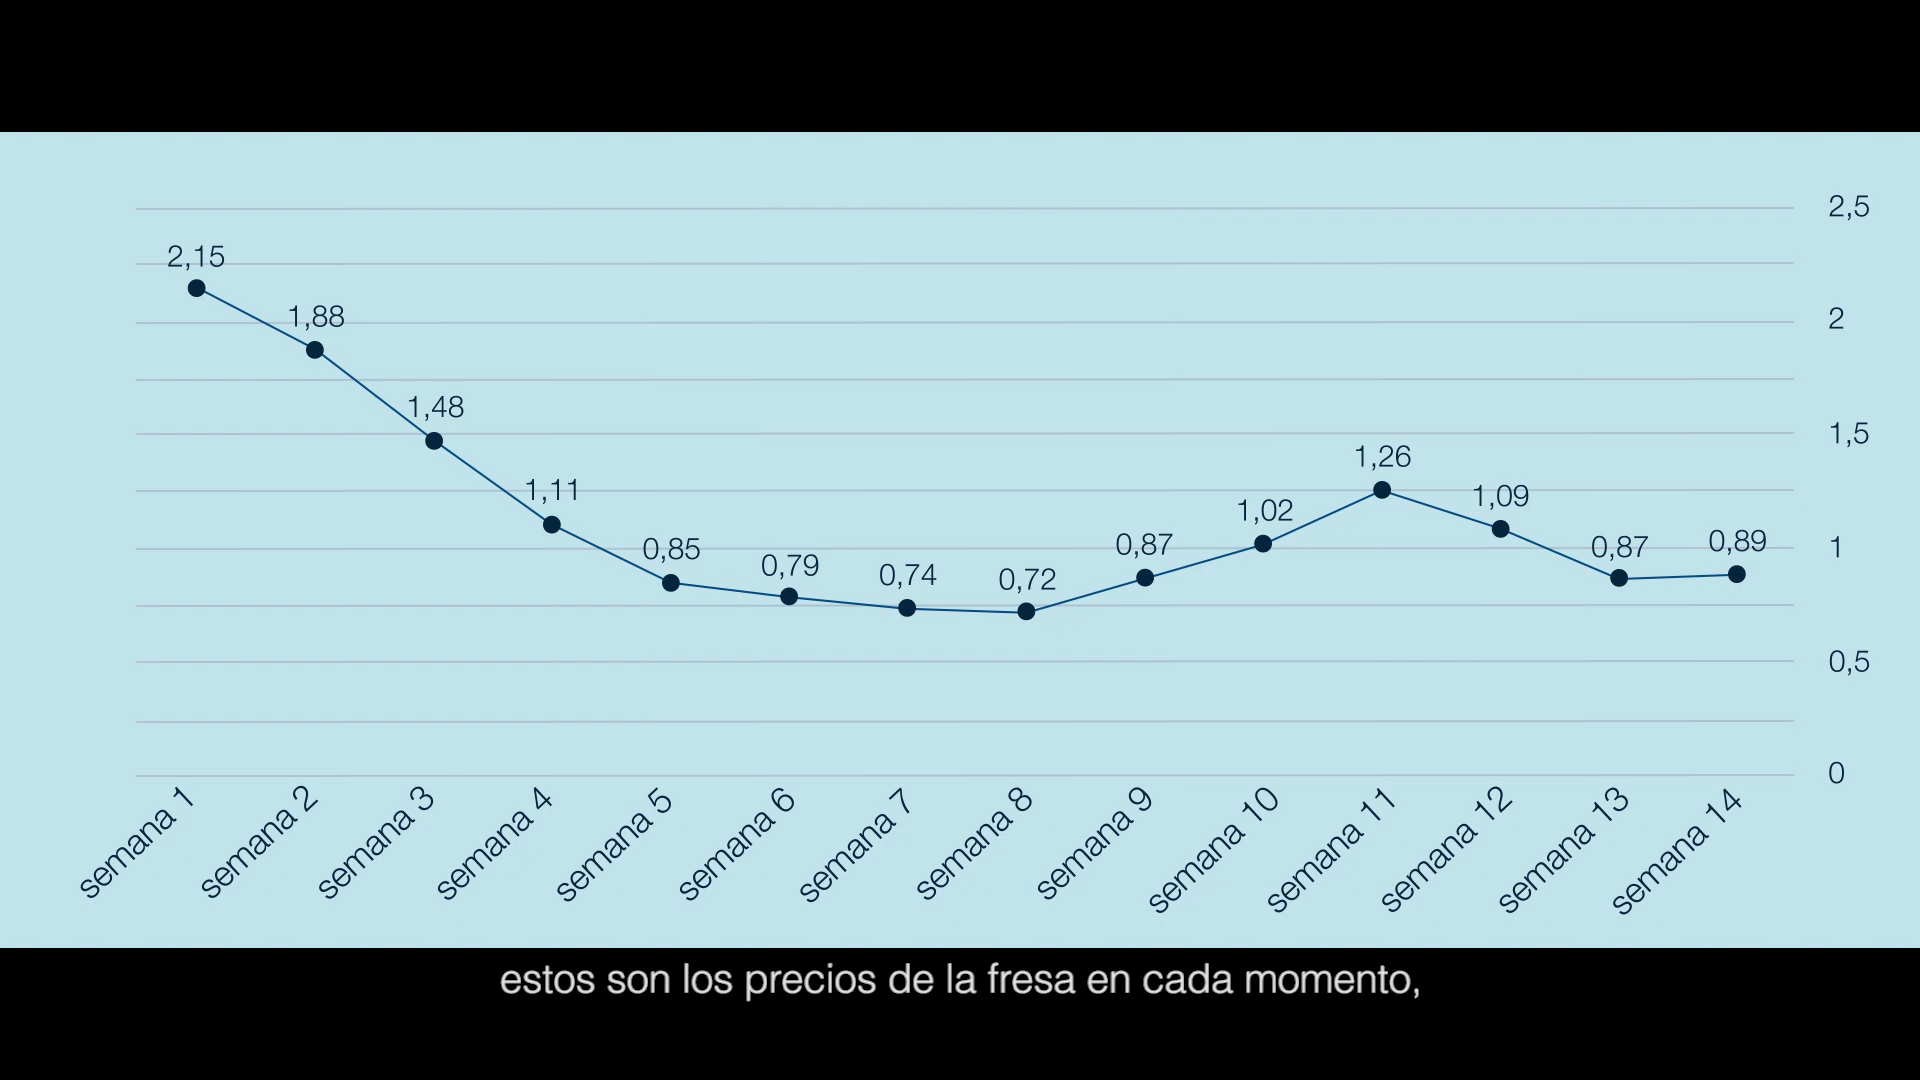 2,5
2,15
1,88
2
1,48
1,5
1,11
1,26
1,02
1,09
0,85
0,79
0,74
0,72
0,87
0,87
0,89
1
0,5
0
semana 1
semana 2
semana 3
semana 4
semana 5
semana 6
semana 7
semana 8
semana 9
semana 10
semana 11
semana 12
semana 13
semana 14
estos son los precios de la fresa en cada momento,